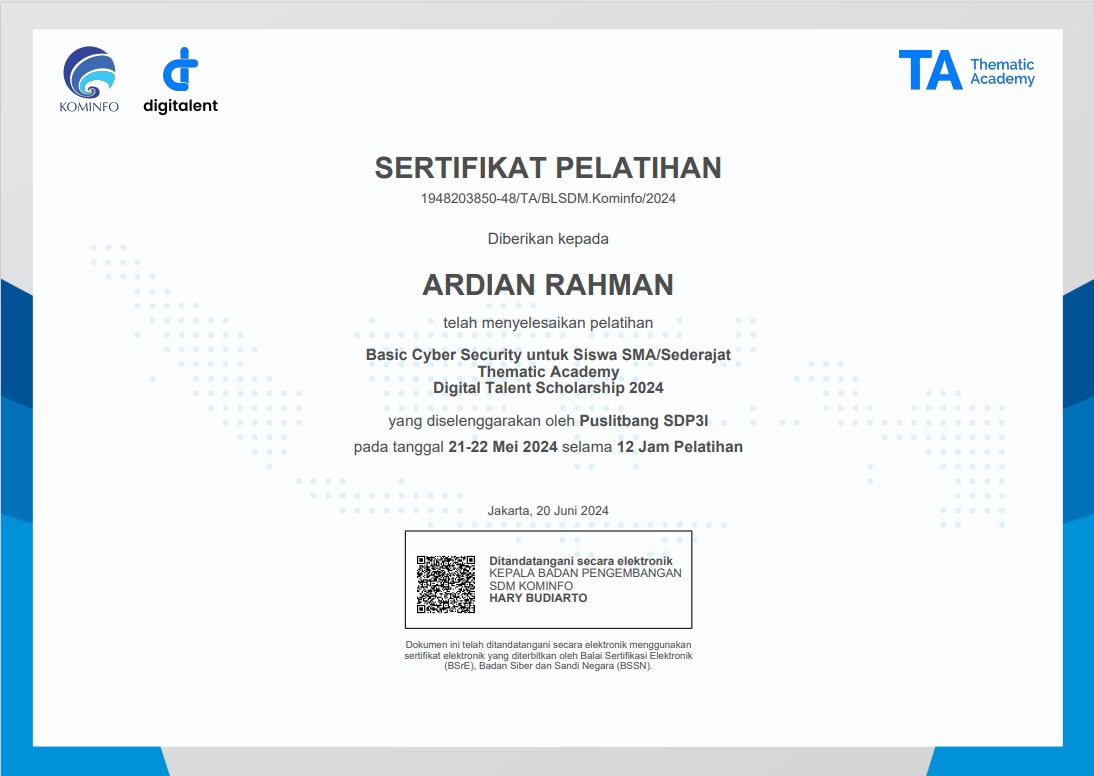 KOMINFO
digitalent
TA Thematic
Academy
SERTIFIKAT PELATIHAN
1948203850-48/TA/BLSDM.Kominfo/2024
Diberikan kepada
ARDIAN RAHMAN
telah menyelesaikan pelatihan
Basic Cyber Security untuk Siswa SMA/Sederajat
Thematic Academy
Digital Talent Scholarship 2024
yang diselenggarakan oleh Puslitbang SDP3I
pada tanggal 21-22 Mei 2024 selama 12 Jam Pelatihan
Jakarta, 20 Juni 2024
Ditandatangani secara elektronik
KEPALA BADAN PENGEMBANGAN
SDM KOMINFO
HARY BUDIARTO
Dokumen ini telah ditandatangani secara elektronik menggunakan
sertifikat elektronik yang diterbitkan oleh Balai Sertifikasi Elektronik
(BSrE), Badan Siber dan Sandi Negara (BSSN).